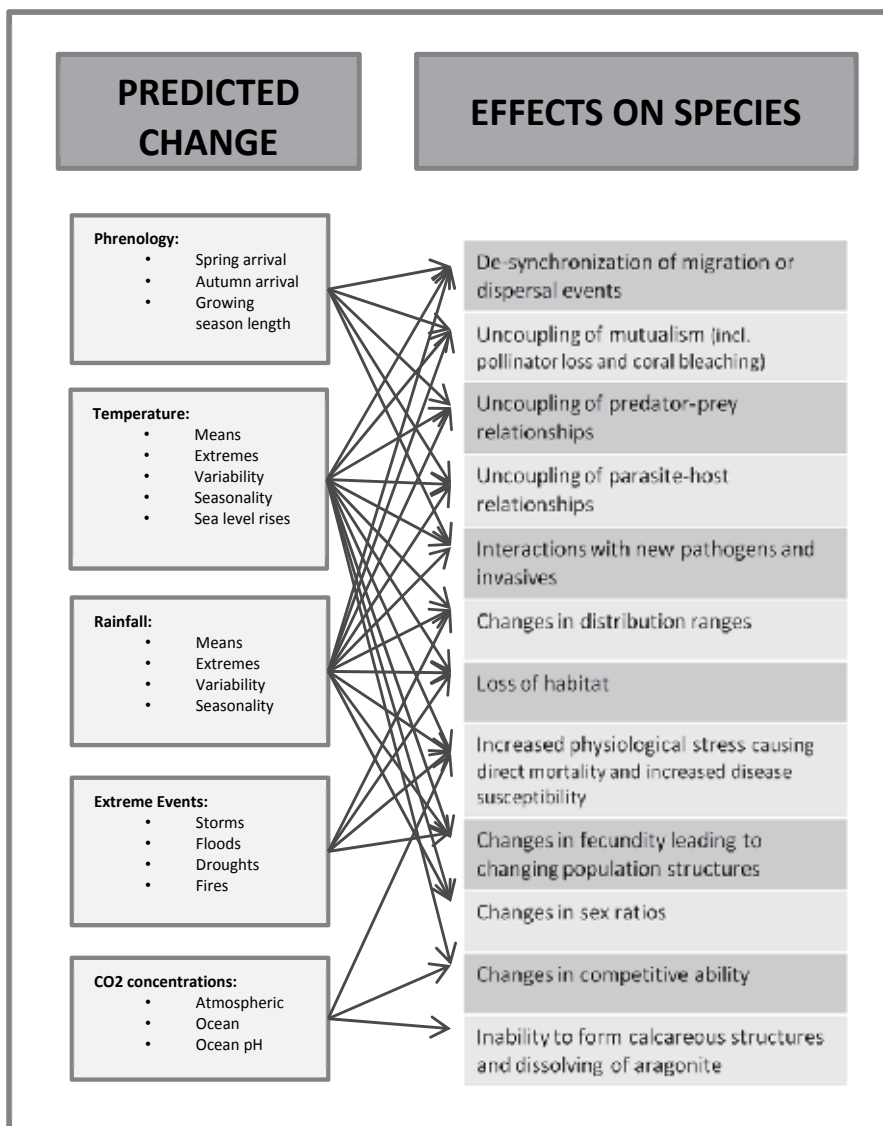 PREDICTED
CHANGE
EFFECTS ON SPECIES
Phrenology:
• Spring arrival
• Autumn arrival
• Growing
season length
Temperature:
• Means
• Extremes
• Variability
• Seasonality
• Sea level rises
Rainfall:
• Means
• Extremes
• Variability
• Seasonality
Extreme Events:
• Storms
• Floods
• Droughts
• Fires
CO2 concentrations:
• Atmospheric
• Ocean
• Ocean pH
De-synchronization of migration or
dispersal events
Uncoupling of mutualism (incl.
pollinator loss and coral bleaching)
Uncoupling of predator-prey
relationships
Uncoupling of parasite-host
relationships
Interactions with new pathogens and
invasives
Changes in distribution ranges
Loss of habitat
Increased physiological stress causing
direct mortality and increased disease
susceptibility
Changes in fecundity leading to
changing population structures
Changes in sex ratios
Changes in competitive ability
Inability to form calcareous structures
and dissolving of aragonite